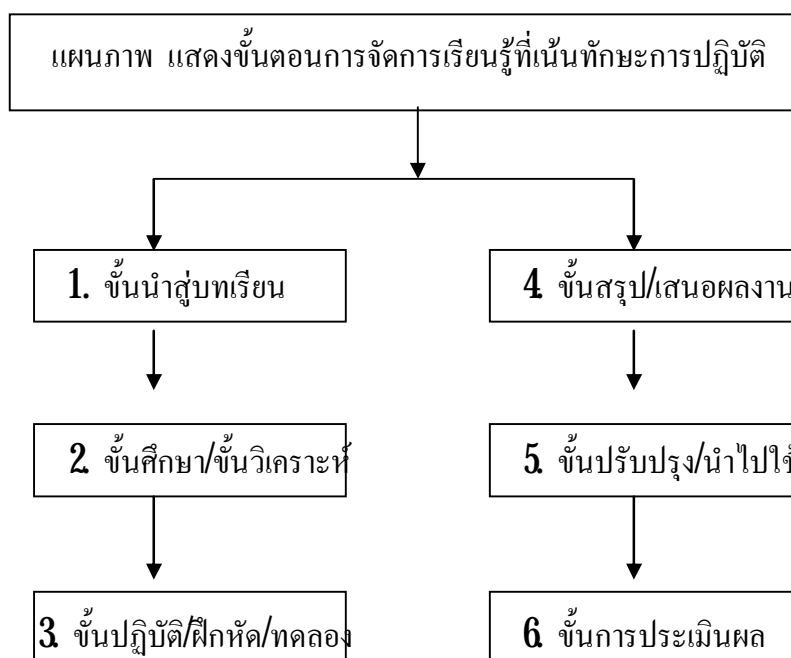 แผนภาพ แสดงขั้นตอนการจัดการเรียนรู้ที่เน้นทักษะการปฏิบัติ
1. ขั้นนำสู่บทเรียน
2. ขั้นศึกษา/ขั้นวิเคราะห์
3. ขั้นปฏิบัติ/ฝึกหัด/ทดลอง
4. ขั้นสรุป/เสนอผลงาน
5. ขั้นปรับปรุง/นำไปใช้
6. ขั้นการประเมินผล